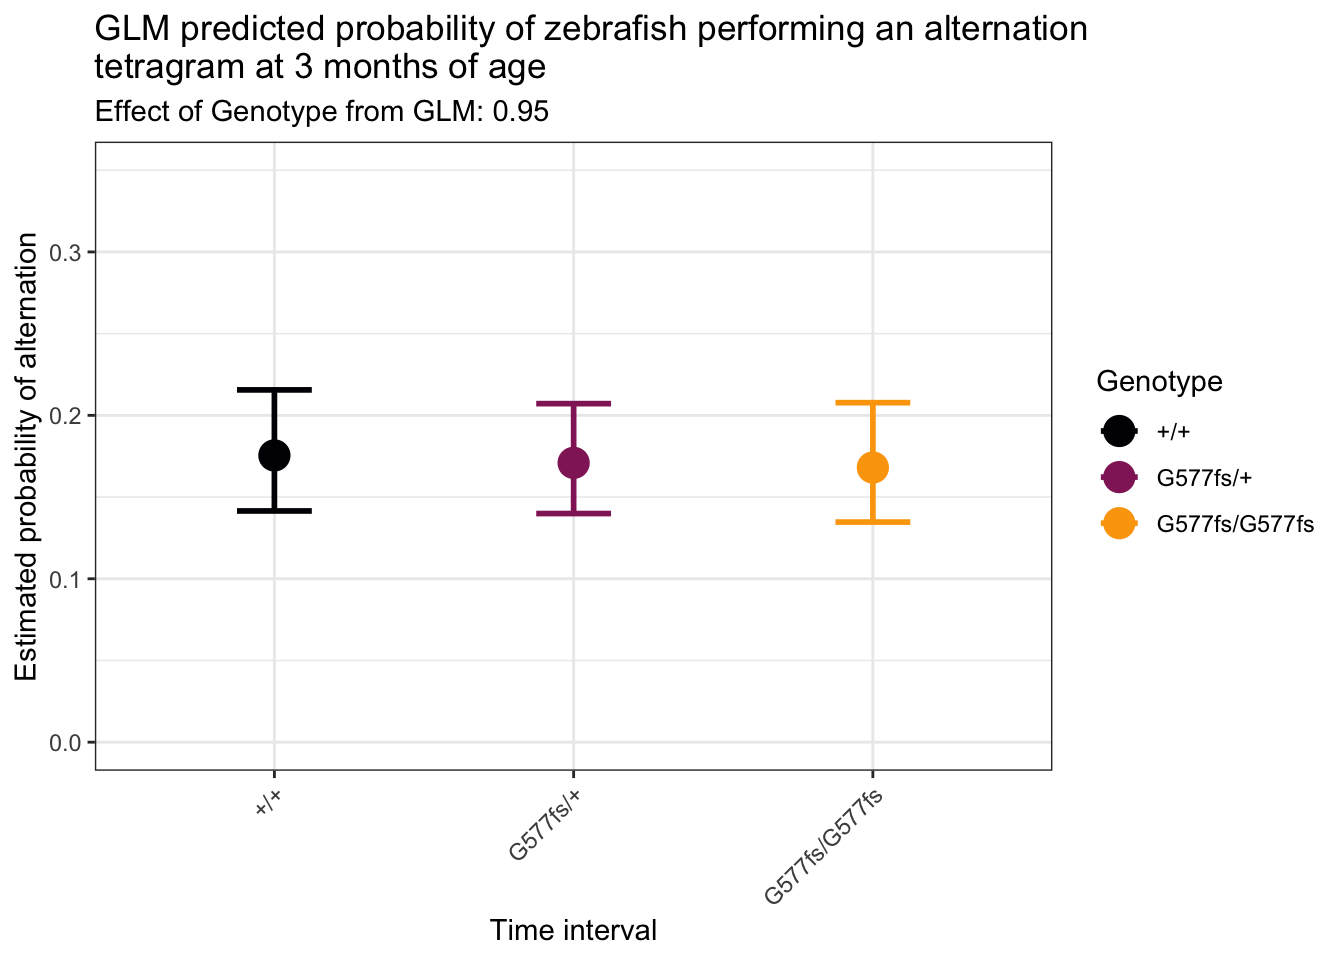 GLM predicted probability of zebrafish performing an alternation
tetragram at 3 months of age
Effect of Genotype from GLM: 0.95
Estimated probability of alternation
0.3
0.2
0.1
0.0
+/+
G577fs/+
G577fs/G577fs
Time interval
Genotype
+/+
G577fs/+
G577fs/G577fs